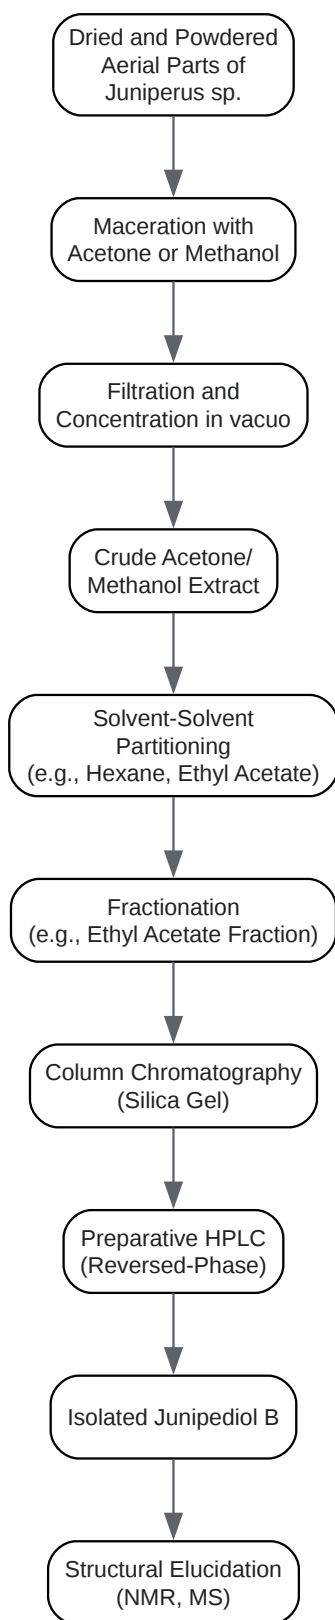 Dried and Powdered
Aerial Parts of
Juniperus sp.
Maceration with
Acetone or Methanol
Filtration and
Concentration in vacuo
Crude Acetone/
Methanol Extract
Solvent-Solvent
Partitioning
(e.g., Hexane, Ethyl Acetate)
Fractionation
(e.g., Ethyl Acetate Fraction)
Column Chromatography
(Silica Gel)
Preparative HPLC
(Reversed-Phase)
Isolated Junipediol B
Structural Elucidation
(NMR, MS)